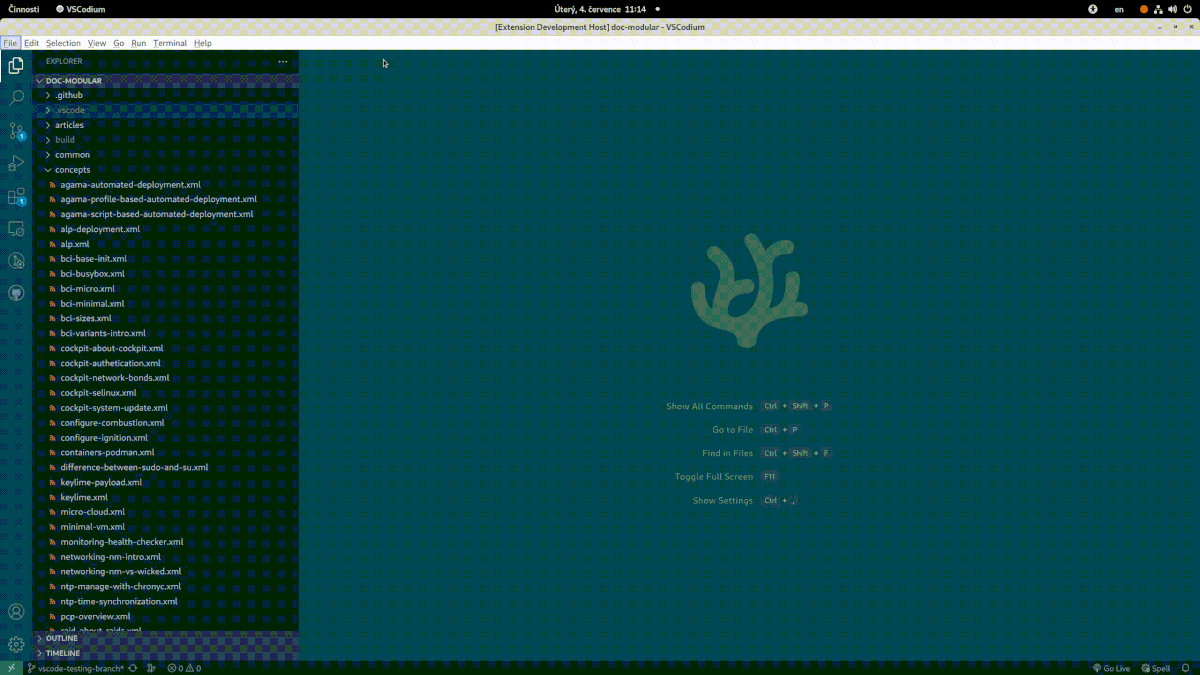 Činnosti VSCodium Úterý, 4. července 11:14 en
[Extension Development Host] doc-modular - VSCodium
File Edit Selection View Go Run Terminal Help
EXPLORER ···
DOC-MODULAR
.github
.vscode
articles
build
common
concepts
agama-automated-deployment.xml
agama-profile-based-automated-deployment.xml
agama-script-based-automated-deployment.xml
alp-deployment.xml
alp.xml
bci-base-init.xml
bci-busybox.xml
bci-micro.xml
bci-minimal.xml
bci-sizes.xml
bci-variants-intro.xml
cockpit-about-cockpit.xml
cockpit-authetication.xml
cockpit-network-bonds.xml
cockpit-selinux.xml
cockpit-system-update.xml
configure-combustion.xml
configure-ignition.xml
containers-podman.xml
difference-between-sudo-and-su.xml
keylime-payload.xml
keylime.xml
micro-cloud.xml
minimal-vm.xml
monitoring-health-checker.xml
networking-nm-intro.xml
networking-nm-vs-wicked.xml
ntp-manage-with-chronyc.xml
ntp-time-synchronization.xml
pcp-overview.xml
raid-about-raids.xml
OUTLINE
TIMELINE
1
1
Show All Commands Ctrl + Shift + P
Go to File Ctrl + P
Find in Files Ctrl + Shift + F
Toggle Full Screen F11
Show Settings Ctrl + ,
vscode-testing-branch* 0 0 Go Live Spell